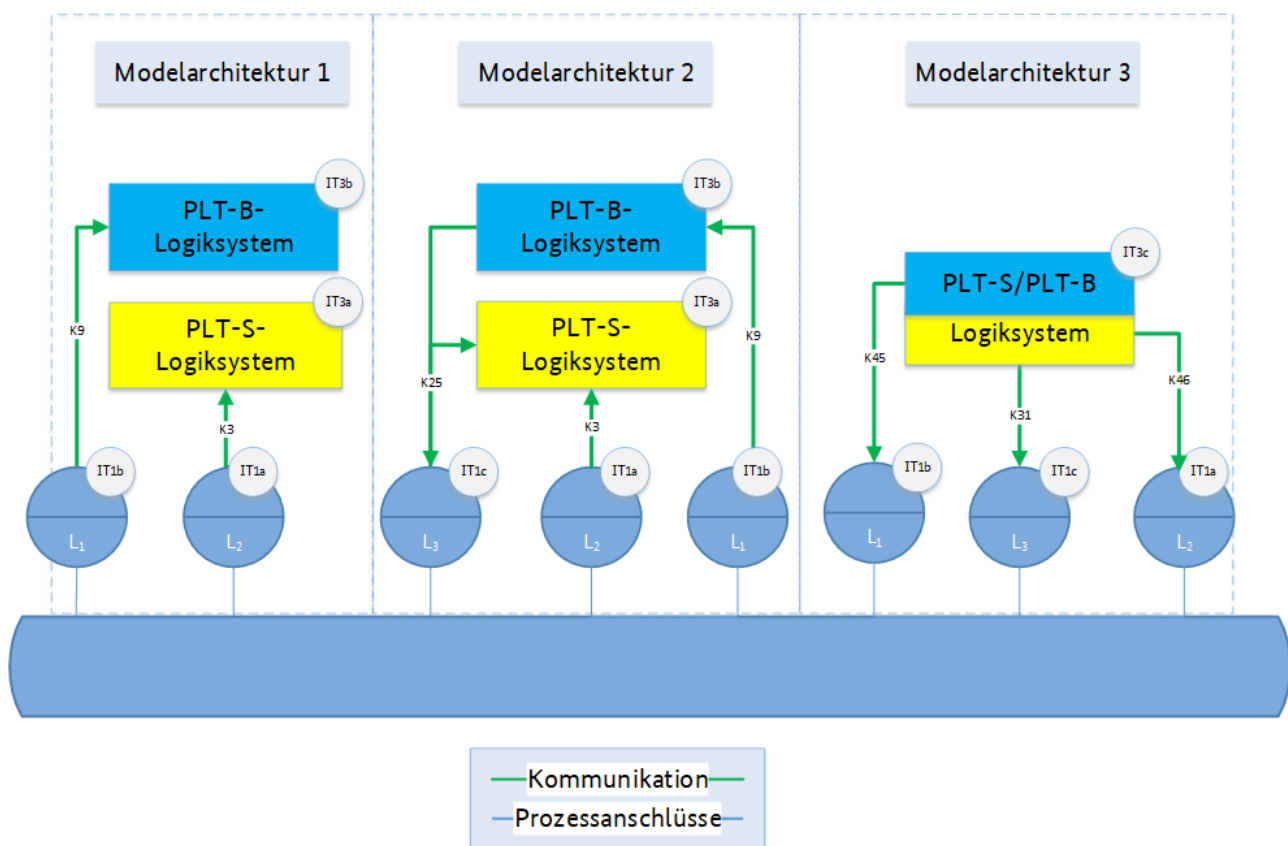 Modelarchitektur 1
IT3b
PLT-B-
Logiksystem
IT3a
PLT-S-
Logiksystem
K9
K3
IT1b
IT1a
L₁
L₂
Modelarchitektur 2
IT3b
PLT-B-
Logiksystem
IT3a
PLT-S-
Logiksystem
K9
K25
K3
IT1c
IT1a
IT1b
L₃
L₂
L₁
Modelarchitektur 3
IT3c
PLT-S/PLT-B
Logiksystem
K45
K31
K46
IT1b
IT1c
IT1a
L₁
L₃
L₂
Kommunikation
Prozessanschlüsse